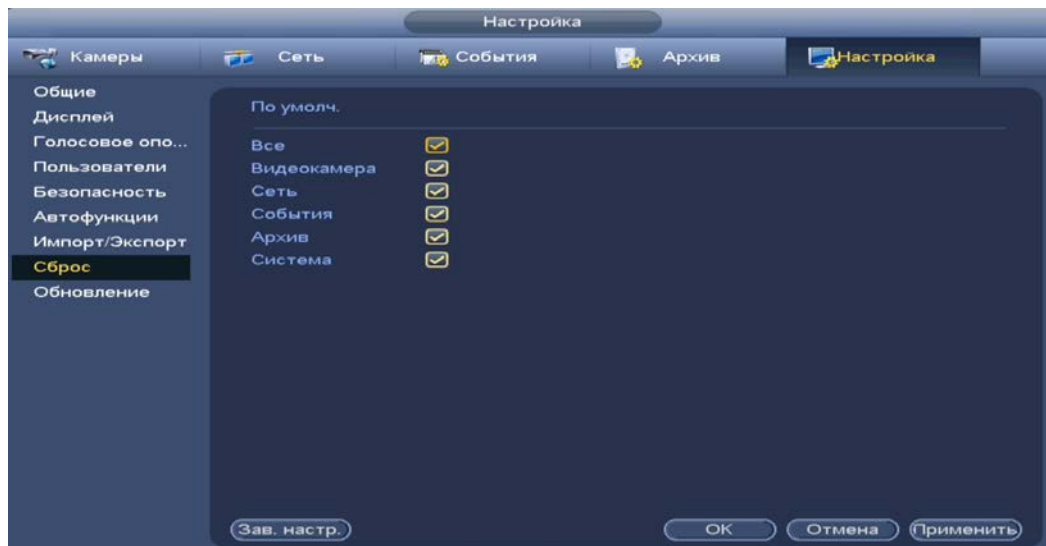 Настройка
Камеры Сеть События Архив Настройка
Общие
Дисплей
Голосовое опо...
Пользователи
Безопасность
Автофункции
Импорт/Экспорт
Сброс
Обновление
По умолч.
Все
Видеокамера
Сеть
События
Архив
Система
Зав. настр. OK Отмена Применить